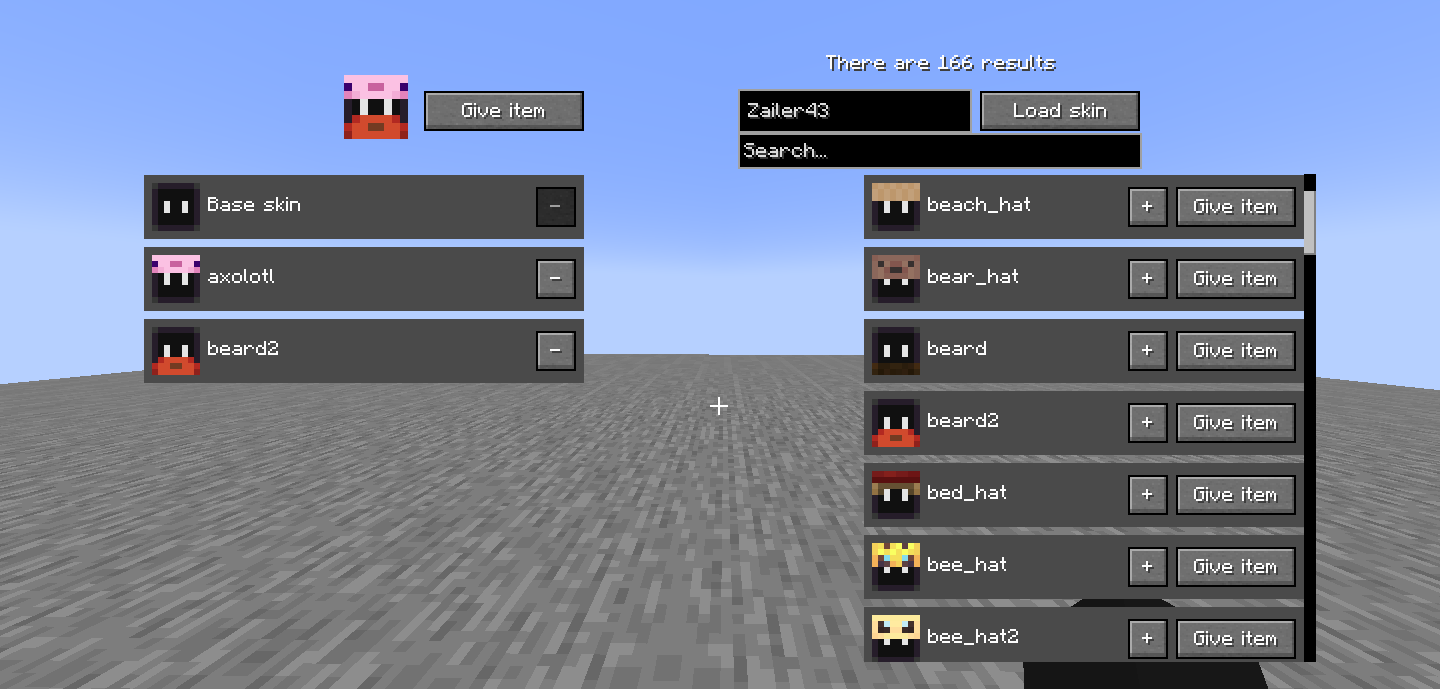 There are 166 results
Give item
Zailer43
Load skin
Search...
Base skin
-
axolotl
-
beard2
-
beach_hat
+
Give item
bear_hat
+
Give item
beard
+
Give item
beard2
+
Give item
bed_hat
+
Give item
bee_hat
+
Give item
bee_hat2
+
Give item